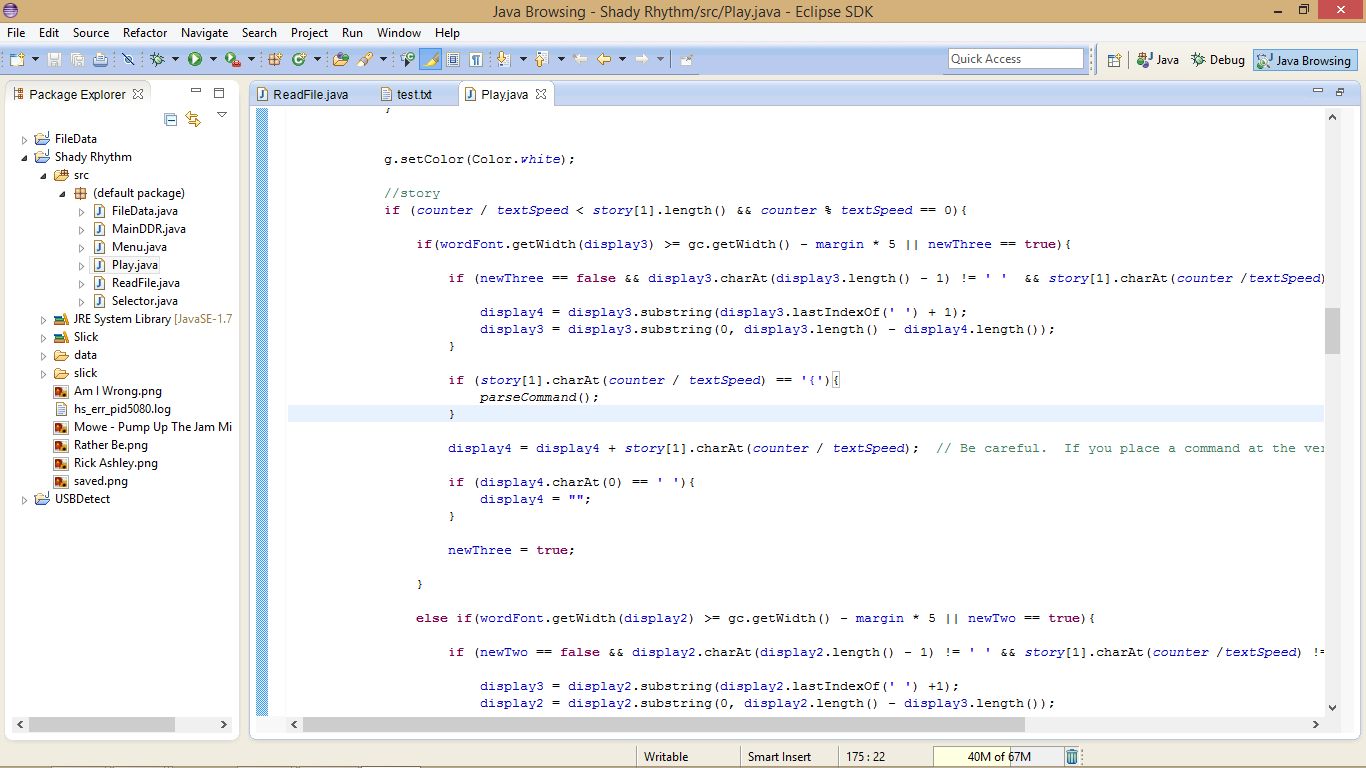 Java Browsing - Shady Rhythm/src/Play.java - Eclipse SDK
File Edit Source Refactor Navigate Search Project Run Window Help
Quick Access
Java
Debug
Java Browsing
Package Explorer
ReadFile.java
test.txt
Play.java
FileData
Shady Rhythm
src
(default package)
FileData.java
MainDDR.java
Menu.java
Play.java
ReadFile.java
Selector.java
JRE System Library [JavaSE-1.7
Slick
data
slick
Am I Wrong.png
hs_err_pid5080.log
Mowe - Pump Up The Jam Mi
Rather Be.png
Rick Ashley.png
saved.png
USBDetect
}
g.setColor(Color.white);
//story
if (counter / textSpeed < story[1].length() && counter % textSpeed == 0){
if(wordFont.getWidth(display3) >= gc.getWidth() - margin * 5 || newThree == true){
if (newThree == false && display3.charAt(display3.length() - 1) != ' '  && story[1].charAt(counter /textSpeed)
display4 = display3.substring(display3.lastIndexOf(' ') + 1);
display3 = display3.substring(0, display3.length() - display4.length());
}
if (story[1].charAt(counter / textSpeed) == '{'){
parseCommand();
}
display4 = display4 + story[1].charAt(counter / textSpeed);  // Be careful.  If you place a command at the ver
if (display4.charAt(0) == ' '){
display4 = "";
}
newThree = true;
}
else if(wordFont.getWidth(display2) >= gc.getWidth() - margin * 5 || newTwo == true){
if (newTwo == false && display2.charAt(display2.length() - 1) != ' ' && story[1].charAt(counter /textSpeed) !=
display3 = display2.substring(display2.lastIndexOf(' ') +1);
display2 = display2.substring(0, display2.length() - display3.length());
Writable
Smart Insert
175 : 22
40M of 67M